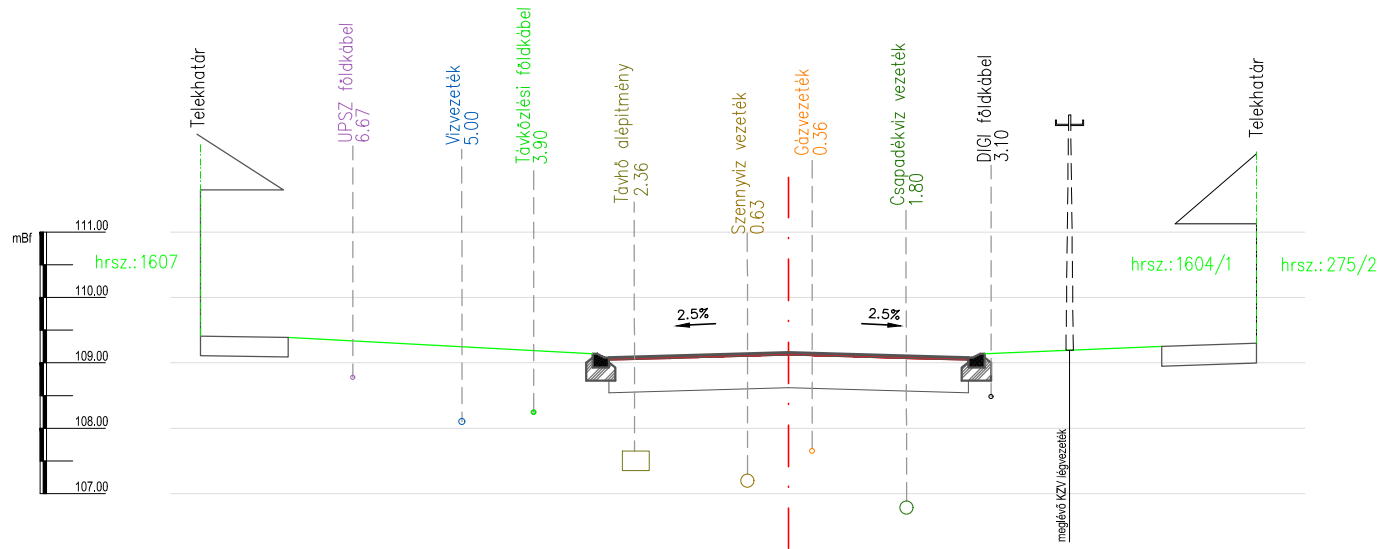 Telekhatár
UPSZ földkábel
6.67
Vízvezeték
5.00
Távközlési földkábel
3.90
Távhő alépítmény
2.36
Szennyvíz vezeték
0.63
Gázvezeték
0.36
Csapadékvíz vezeték
1.80
DIGI földkábel
3.10
Telekhatár
mBf
111.00
110.00
109.00
108.00
107.00
hrsz.:1607
hrsz.:1604/1
hrsz.:275/2
2.5%
2.5%
meglévő KZV légvezeték